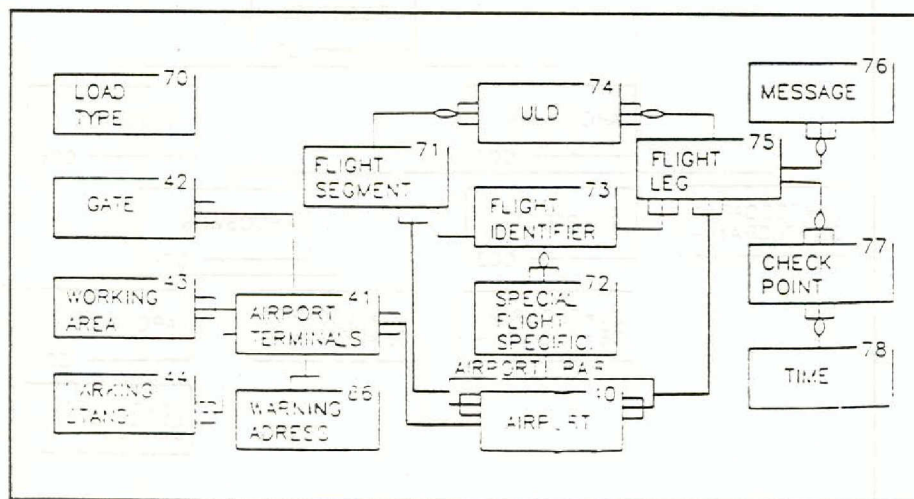 70
LOAD
TYPE
74
ULD
76
MESSAGE
71
FLIGHT
SEGMENT
75
FLIGHT
LEG
42
GATE
73
FLIGHT
IDENTIFIER
77
CHECK
POINT
43
WORKING
AREA
41
AIRPORT
TERMINALS
72
SPECIAL
FLIGHT
SPECIFIC.
78
TIME
AIRPORT PAIR
44
PARKING
STAND
66
WARNING
ADRESS
40
AIRPORT